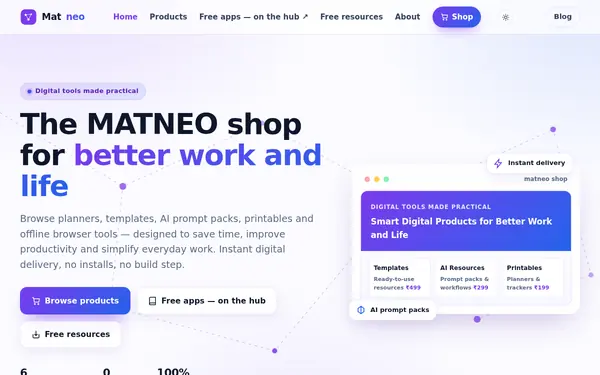 Mat neo
Home Products Free apps — on the hub ↗ Free resources About Shop Blog
Digital tools made practical
The MATNEO shop
for better work and
life
Browse planners, templates, AI prompt packs, printables and
offline browser tools — designed to save time, improve
productivity and simplify everyday work. Instant digital
delivery, no installs, no build step.
Browse products
Free apps — on the hub
Free resources
6 0 100%
Instant delivery
matneo shop
DIGITAL TOOLS MADE PRACTICAL
Smart Digital Products for Better Work
and Life
Templates
Ready-to-use
resources ₹499
AI Resources
Prompt packs &
workflows ₹299
Printables
Planners &
trackers ₹199
AI prompt packs